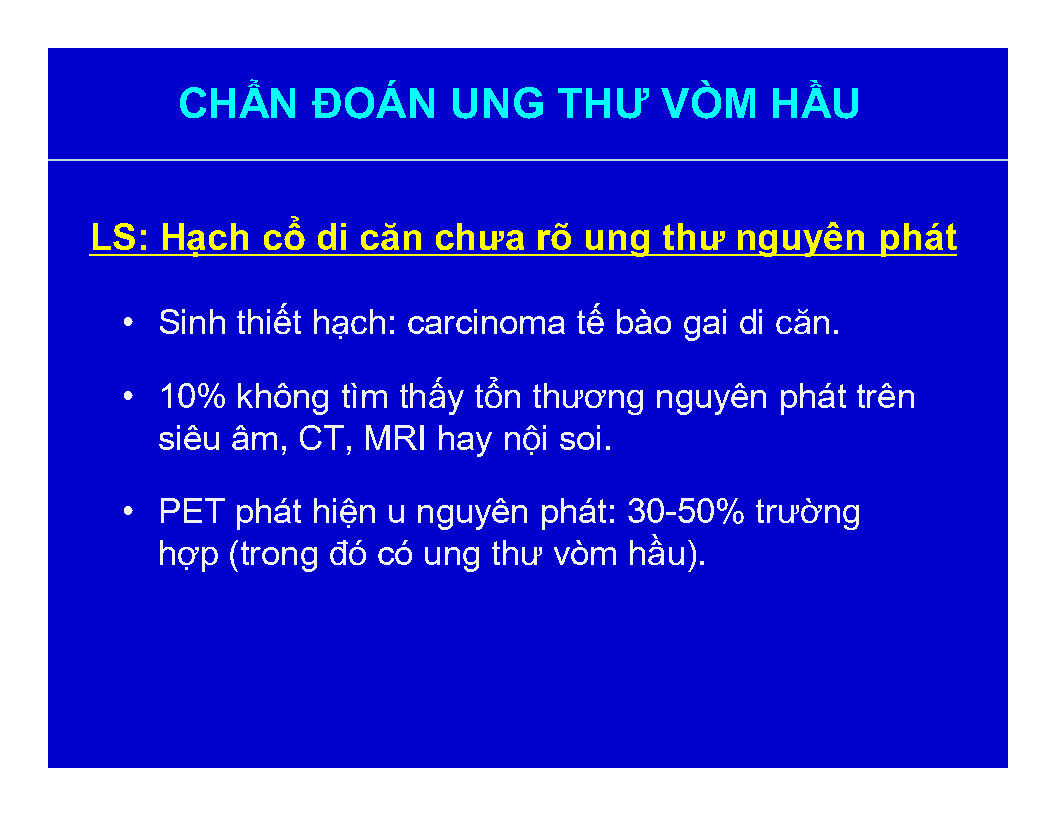 CHẨN ĐOÁN UNG THƯ VÒM HẦU
LS: Hạch cổ di căn chưa rõ ung thư nguyên phát
• Sinh thiết hạch: carcinoma tế bào gai di căn.
• 10% không tìm thấy tổn thương nguyên phát trên
siêu âm, CT, MRI hay nội soi.
• PET phát hiện u nguyên phát: 30-50% trường
hợp (trong đó có ung thư vòm hầu).